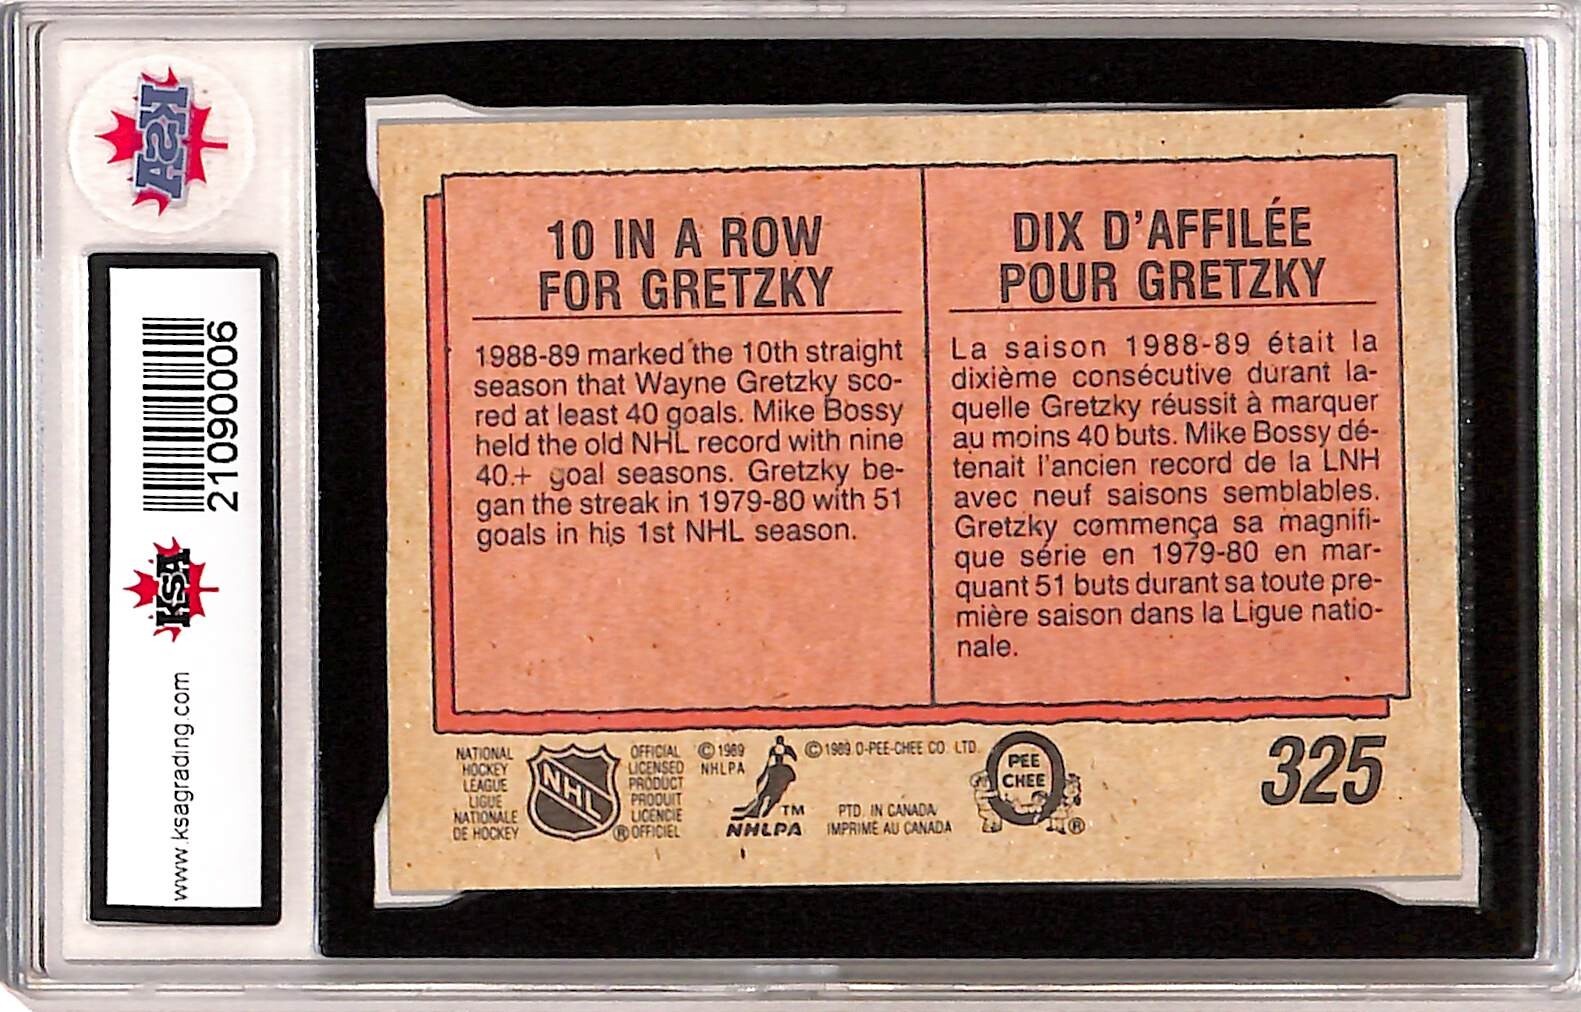 KSA
21090006
KSA
www.ksagrading.com
10 IN A ROW
FOR GRETZKY
1988-89 marked the 10th straight
season that Wayne Gretzky sco-
red at least 40 goals. Mike Bossy
held the old NHL record with nine
40+ goal seasons. Gretzky be-
gan the streak in 1979-80 with 51
goals in his 1st NHL season.
DIX D'AFFILÉE
POUR GRETZKY
La saison 1988-89 était la
dixième consécutive durant la-
quelle Gretzky réussit à marquer
au moins 40 buts. Mike Bossy dé-
tenait l'ancien record de la LNH
avec neuf saisons semblables.
Gretzky commença sa magnifi-
que série en 1979-80 en mar-
quant 51 buts durant sa toute pre-
mière saison dans la Ligue natio-
nale.
NATIONAL
HOCKEY
LEAGUE
LIGUE
NATIONALE
DE HOCKEY
NHL
OFFICIAL
LICENSED
PRODUCT
PRODUIT
LICENCIE
® OFFICIEL
© 1989
NHLPA
TM
NHLPA
© 1989 O-PEE-CHEE CO. LTD.
PTD. IN CANADA
IMPRIME AU CANADA
PEE
CHEE
®
325